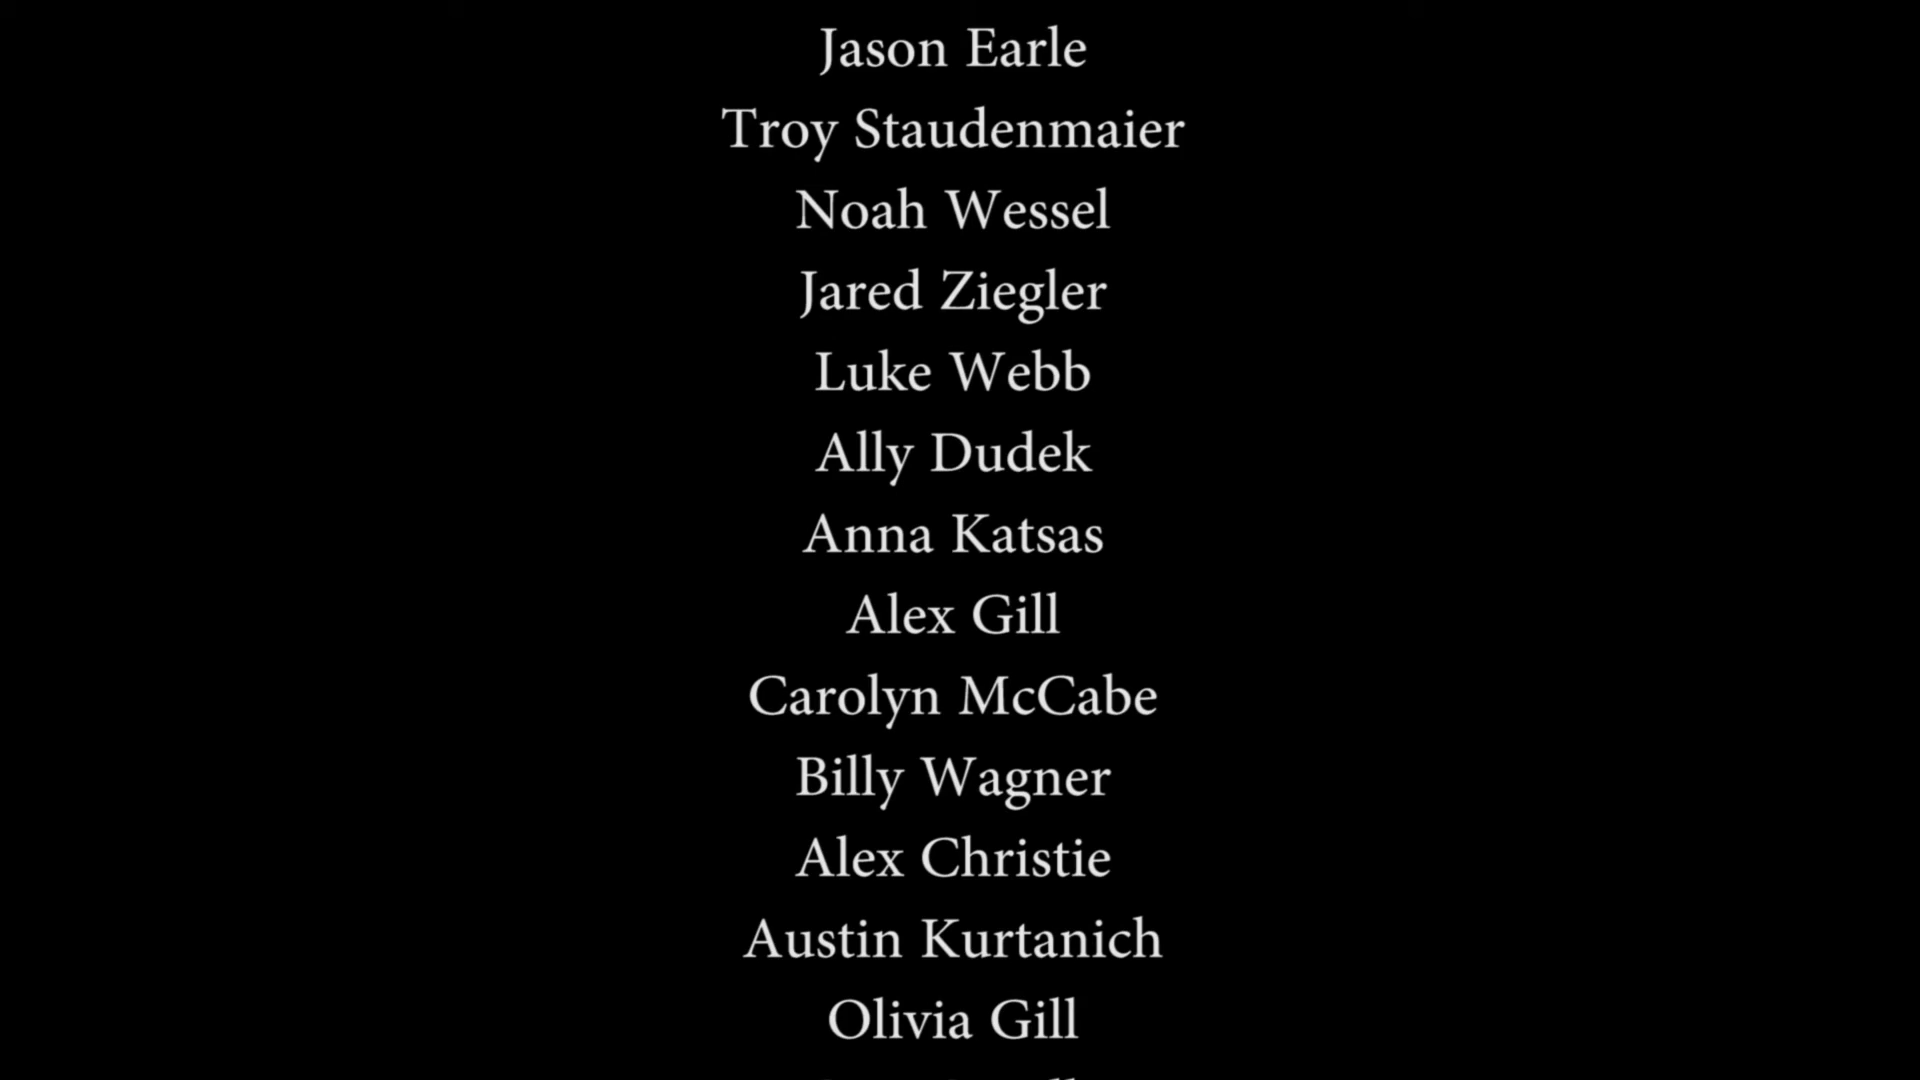 Jason Earle
Troy Staudenmaier
Noah Wessel
Jared Ziegler
Luke Webb
Ally Dudek
Anna Katsas
Alex Gill
Carolyn McCabe
Billy Wagner
Alex Christie
Austin Kurtanich
Olivia Gill